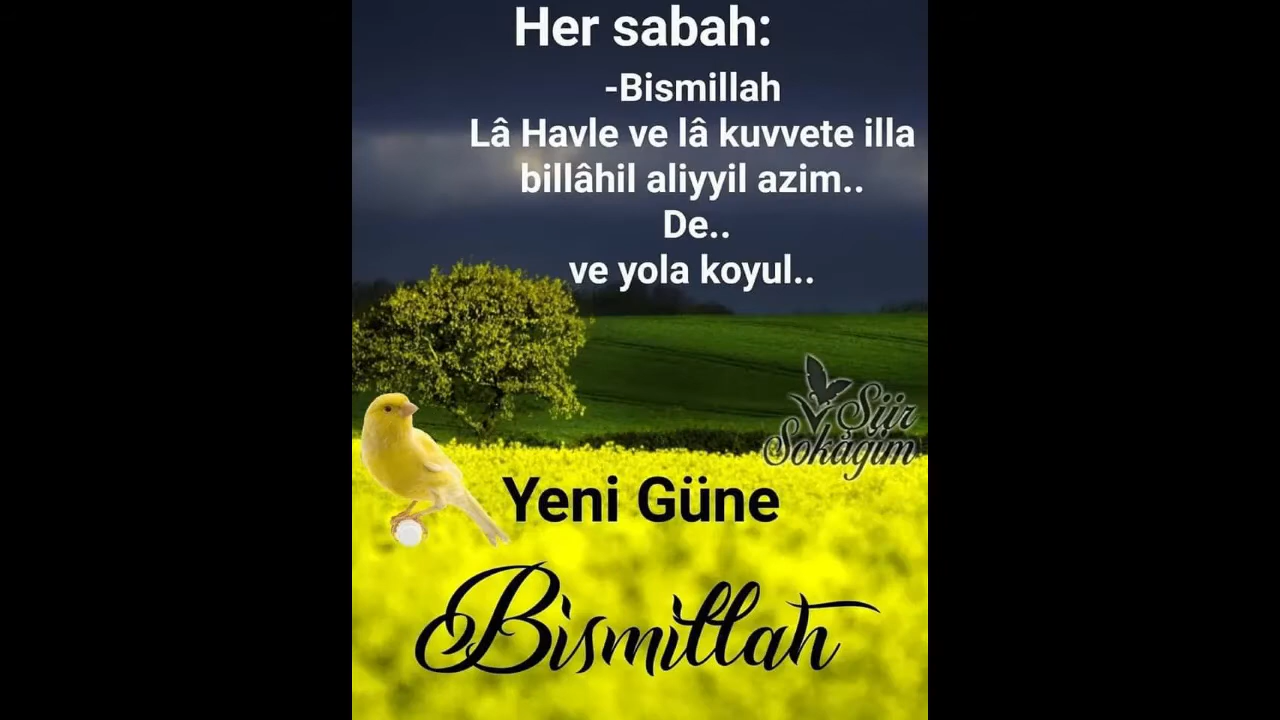 Her sabah:
-Bismillah
Lâ Havle ve lâ kuvvete illa
billâhil aliyyil azim..
De..
ve yola koyul..
Şiir
Sokağım
Yeni Güne
Bismillah